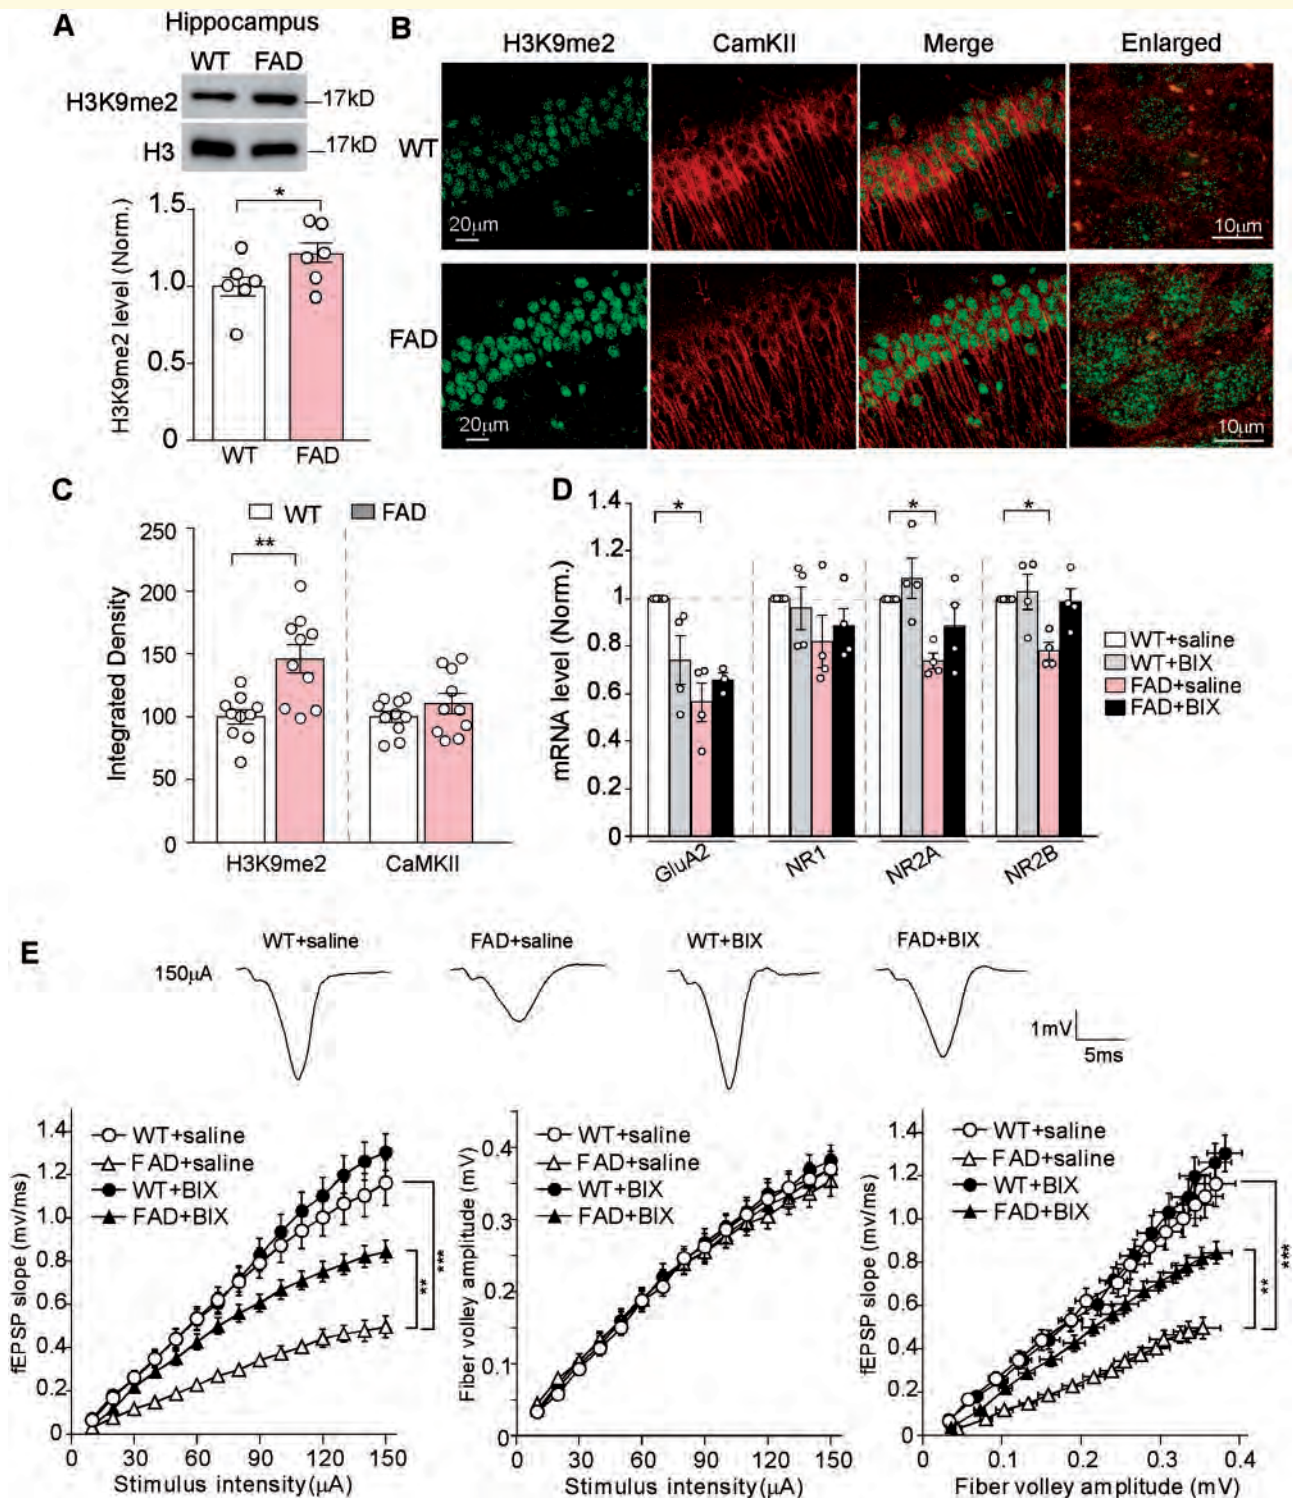 A
Hippocampus
WT FAD
H3K9me2
17kD
H3
17kD
*
H3K9me2 level (Norm.)
1.5
1.0
0.5
0
WT FAD
B
H3K9me2 CamKII Merge Enlarged
WT
20μm
10μm
FAD
20μm
10μm
C
WT FAD
**
Integrated Density
250
200
150
100
50
0
H3K9me2 CaMKII
D
* * *
mRNA level (Norm.)
1.4
1.2
1
0.8
0.6
0.4
0.2
0
GluA2 NR1 NR2A NR2B
WT+saline
WT+BIX
FAD+saline
FAD+BIX
E
WT+saline FAD+saline WT+BIX FAD+BIX
150μA
1mV
5ms
fEPSP slope (mv/ms)
1.4
1.2
1.0
0.8
0.6
0.4
0.2
0
WT+saline
FAD+saline
WT+BIX
FAD+BIX
**
***
0 30 60 90 120 150
Stimulus intensity(μA)
Fiber volley amplitude (mV)
0.4
0.3
0.2
0.1
0
WT+saline
FAD+saline
WT+BIX
FAD+BIX
0 30 60 90 120 150
Stimulus intensity(μA)
fEPSP slope (mv/ms)
1.4
1.2
1.0
0.8
0.6
0.4
0.2
0
WT+saline
FAD+saline
WT+BIX
FAD+BIX
**
***
0 0.1 0.2 0.3 0.4
Fiber volley amplitude (mV)